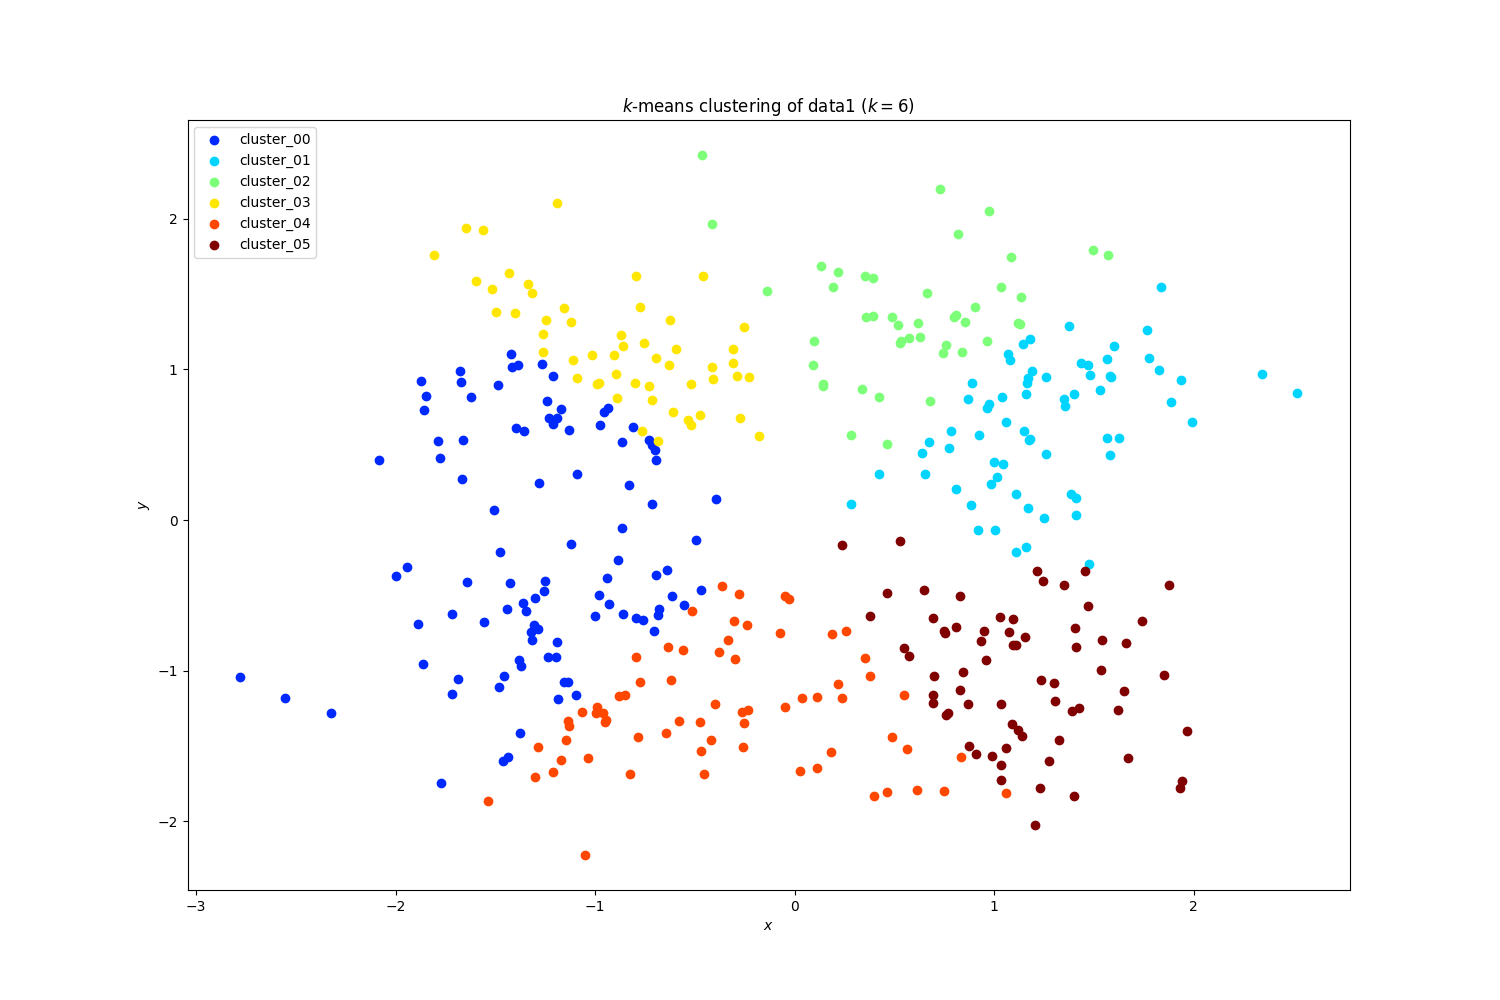 k-means clustering of data1 (k = 6)
cluster_00
cluster_01
cluster_02
cluster_03
cluster_04
cluster_05
2
1
0
−1
−2
y
−3 −2 −1 0 1 2
x